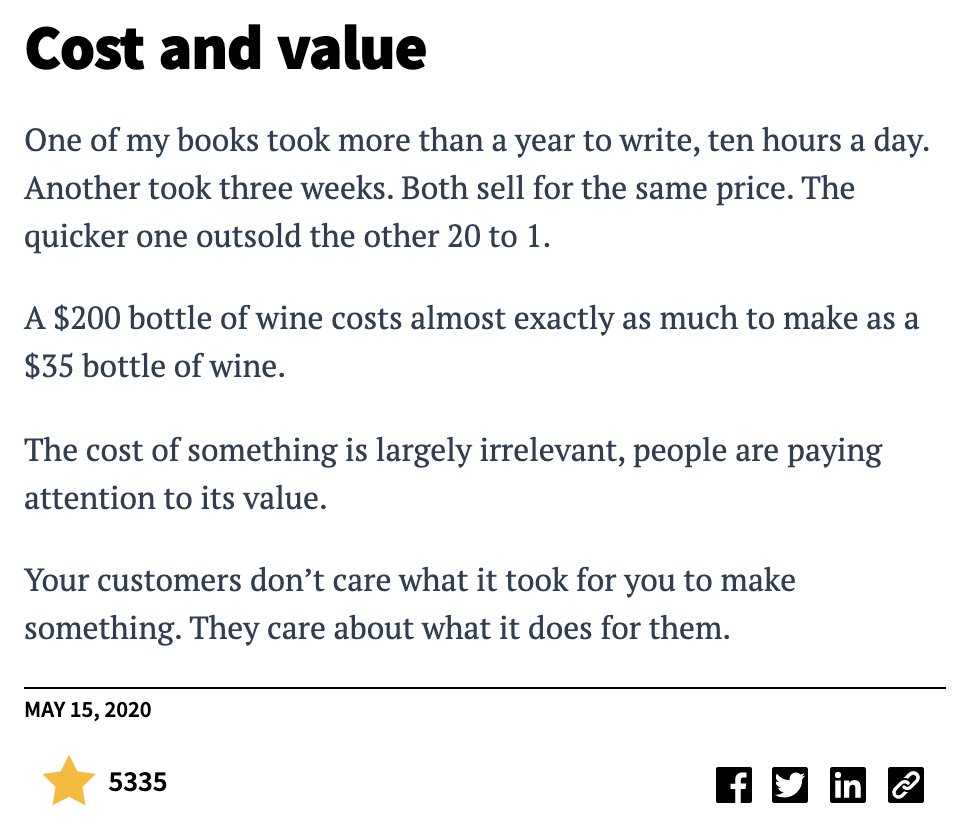 Cost and value
One of my books took more than a year to write, ten hours a day.
Another took three weeks. Both sell for the same price. The
quicker one outsold the other 20 to 1.
A $200 bottle of wine costs almost exactly as much to make as a
$35 bottle of wine.
The cost of something is largely irrelevant, people are paying
attention to its value.
Your customers don’t care what it took for you to make
something. They care about what it does for them.
MAY 15, 2020
5335